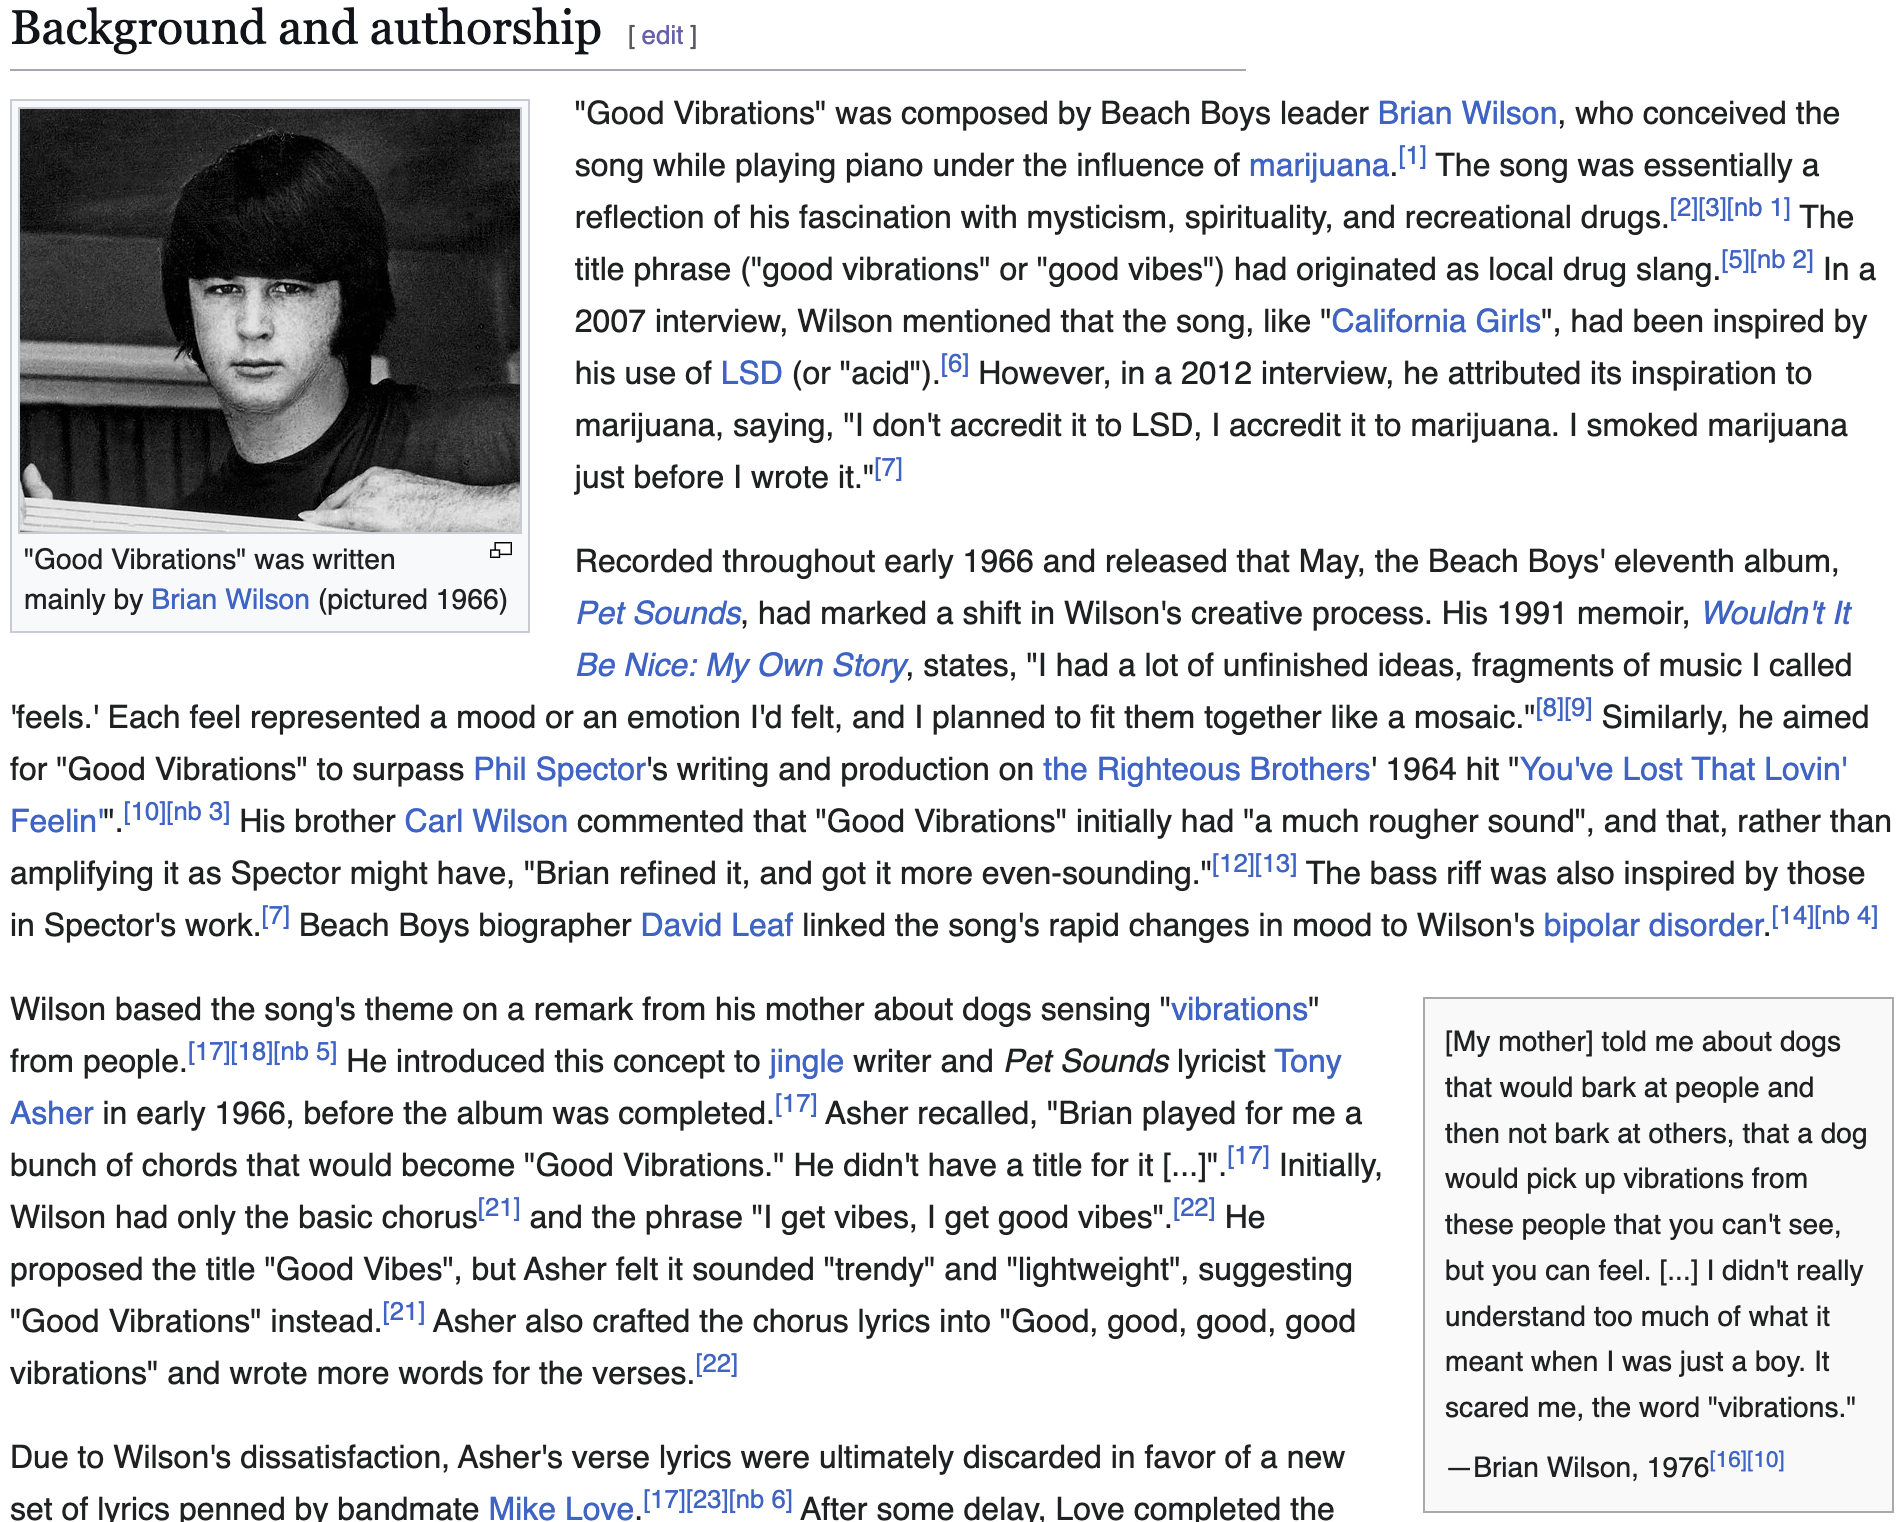 Background and authorship [ edit ]
"Good Vibrations" was written
mainly by Brian Wilson (pictured 1966)
"Good Vibrations" was composed by Beach Boys leader Brian Wilson, who conceived the
song while playing piano under the influence of marijuana.[1] The song was essentially a
reflection of his fascination with mysticism, spirituality, and recreational drugs.[2][3][nb 1] The
title phrase ("good vibrations" or "good vibes") had originated as local drug slang.[5][nb 2] In a
2007 interview, Wilson mentioned that the song, like "California Girls", had been inspired by
his use of LSD (or "acid").[6] However, in a 2012 interview, he attributed its inspiration to
marijuana, saying, "I don't accredit it to LSD, I accredit it to marijuana. I smoked marijuana
just before I wrote it."[7]
Recorded throughout early 1966 and released that May, the Beach Boys' eleventh album,
Pet Sounds, had marked a shift in Wilson's creative process. His 1991 memoir, Wouldn't It
Be Nice: My Own Story, states, "I had a lot of unfinished ideas, fragments of music I called
'feels.' Each feel represented a mood or an emotion I'd felt, and I planned to fit them together like a mosaic."[8][9] Similarly, he aimed
for "Good Vibrations" to surpass Phil Spector's writing and production on the Righteous Brothers' 1964 hit "You've Lost That Lovin'
Feelin'".[10][nb 3] His brother Carl Wilson commented that "Good Vibrations" initially had "a much rougher sound", and that, rather than
amplifying it as Spector might have, "Brian refined it, and got it more even-sounding."[12][13] The bass riff was also inspired by those
in Spector's work.[7] Beach Boys biographer David Leaf linked the song's rapid changes in mood to Wilson's bipolar disorder.[14][nb 4]
Wilson based the song's theme on a remark from his mother about dogs sensing "vibrations"
from people.[17][18][nb 5] He introduced this concept to jingle writer and Pet Sounds lyricist Tony
Asher in early 1966, before the album was completed.[17] Asher recalled, "Brian played for me a
bunch of chords that would become "Good Vibrations." He didn't have a title for it [...]".[17] Initially,
Wilson had only the basic chorus[21] and the phrase "I get vibes, I get good vibes".[22] He
proposed the title "Good Vibes", but Asher felt it sounded "trendy" and "lightweight", suggesting
"Good Vibrations" instead.[21] Asher also crafted the chorus lyrics into "Good, good, good, good
vibrations" and wrote more words for the verses.[22]
[My mother] told me about dogs
that would bark at people and
then not bark at others, that a dog
would pick up vibrations from
these people that you can't see,
but you can feel. [...] I didn't really
understand too much of what it
meant when I was just a boy. It
scared me, the word "vibrations."
—Brian Wilson, 1976[16][10]
Due to Wilson's dissatisfaction, Asher's verse lyrics were ultimately discarded in favor of a new
set of lyrics penned by bandmate Mike Love.[17][23][nb 6] After some delay, Love completed the